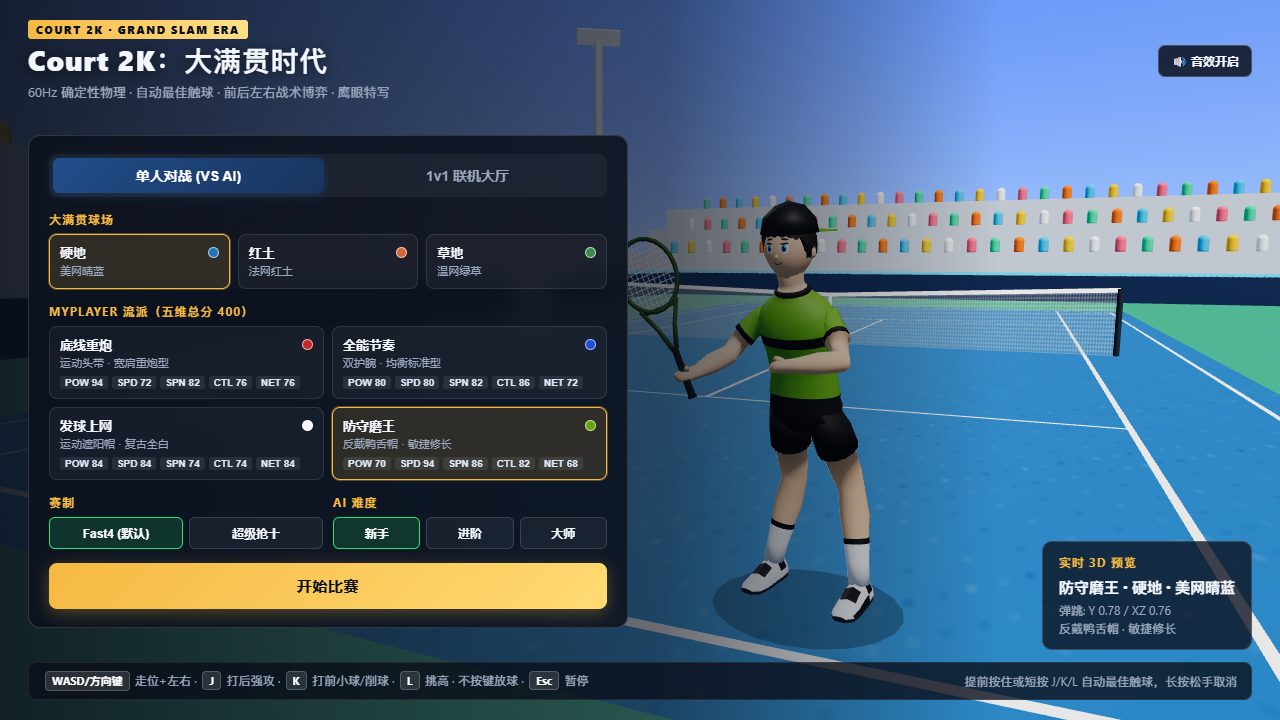 COURT 2K · GRAND SLAM ERA
Court 2K：大满贯时代
60Hz 确定性物理 · 自动最佳触球 · 前后左右战术博弈 · 鹰眼特写
音效开启
单人对战 (VS AI)
1v1 联机大厅
大满贯球场
硬地
美网晴蓝
红土
法网红土
草地
温网绿草
MYPLAYER 流派（五维总分 400）
底线重炮
运动头带 · 宽肩重炮型
POW 94 SPD 72 SPN 82 CTL 76 NET 76
全能节奏
双护腕 · 均衡标准型
POW 80 SPD 80 SPN 82 CTL 86 NET 72
发球上网
运动遮阳帽 · 复古全白
POW 84 SPD 84 SPN 74 CTL 74 NET 84
防守磨王
反戴鸭舌帽 · 敏捷修长
POW 70 SPD 94 SPN 86 CTL 82 NET 68
赛制
Fast4 (默认)
超级抢十
AI 难度
新手
进阶
大师
开始比赛
实时 3D 预览
防守磨王 · 硬地 · 美网晴蓝
弹跳: Y 0.78 / XZ 0.76
反戴鸭舌帽 · 敏捷修长
WASD/方向键 走位+左右 · J 打后强攻 · K 打前小球/削球 · L 挑高 · 不按键放球 · Esc 暂停
提前按住或短按 J/K/L 自动最佳触球，长按松手取消